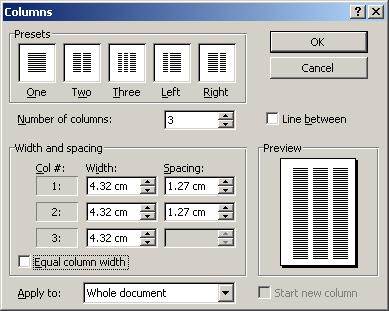 Columns
Presets
One Two Three Left Right
OK
Cancel
Number of columns: 3
Line between
Width and spacing
Col #: Width: Spacing:
1: 4.32 cm 1.27 cm
2: 4.32 cm 1.27 cm
3: 4.32 cm
Equal column width
Preview
Apply to: Whole document
Start new column